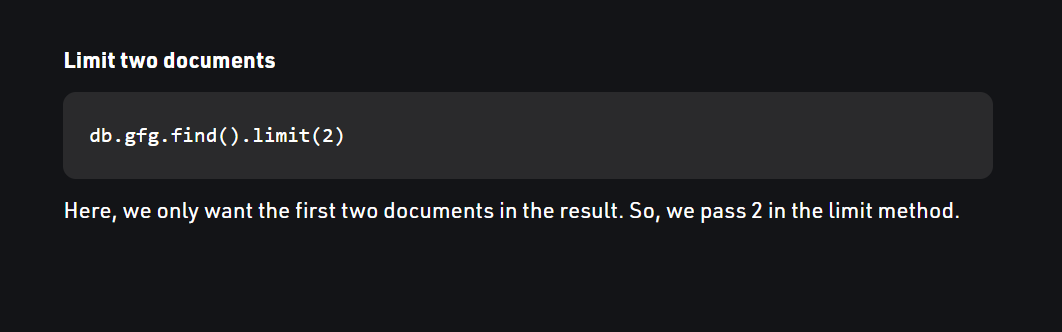 Limit two documents
db.gfg.find().limit(2)
Here, we only want the first two documents in the result. So, we pass 2 in the limit method.